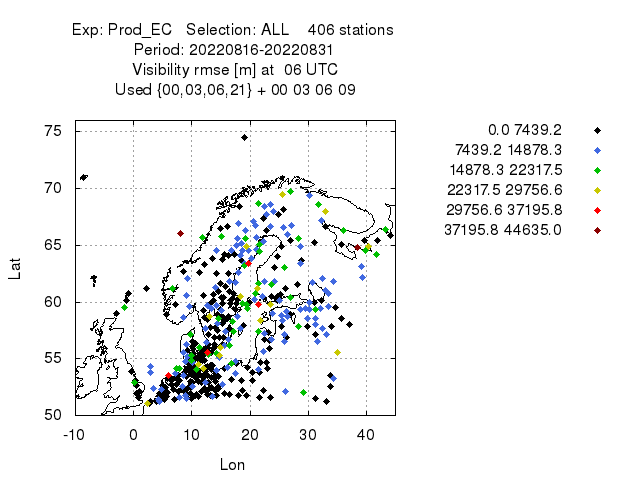 Exp: Prod_EC   Selection: ALL    406 stations
Period: 20220816-20220831
Visibility rmse [m] at  06 UTC
Used {00,03,06,21} + 00 03 06 09
0.0 7439.2
7439.2 14878.3
14878.3 22317.5
22317.5 29756.6
29756.6 37195.8
37195.8 44635.0
75
70
65
60
55
50
Lat
-10 0 10 20 30 40
Lon